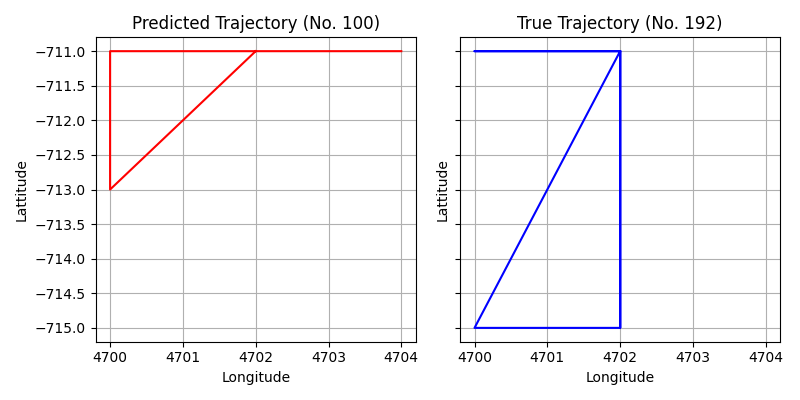 Predicted Trajectory (No. 100)
True Trajectory (No. 192)
Lattitude
−711.0
−711.5
−712.0
−712.5
−713.0
−713.5
−714.0
−714.5
−715.0
4700 4701 4702 4703 4704
Longitude
Lattitude
4700 4701 4702 4703 4704
Longitude